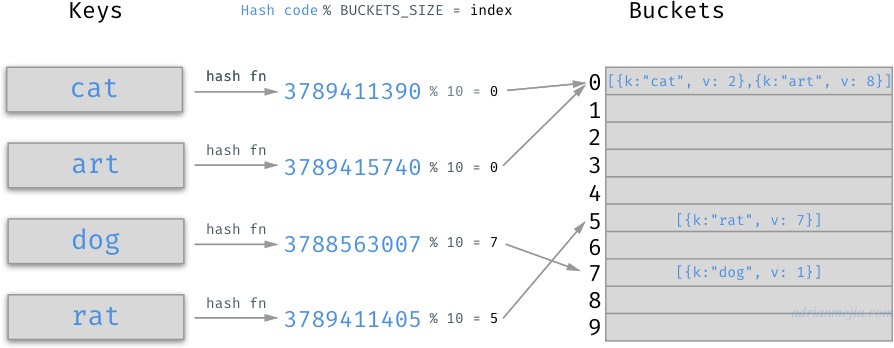 Keys
Hash code % BUCKETS_SIZE = index
Buckets
cat
hash fn
3789411390 % 10 = 0
0
[{k:"cat", v: 2},{k:"art", v: 8}]
1
2
art
hash fn
3789415740 % 10 = 0
3
4
dog
hash fn
3788563007 % 10 = 7
5
[{k:"rat", v: 7}]
6
7
[{k:"dog", v: 1}]
rat
hash fn
3789411405 % 10 = 5
8
adrianmejia.com
9